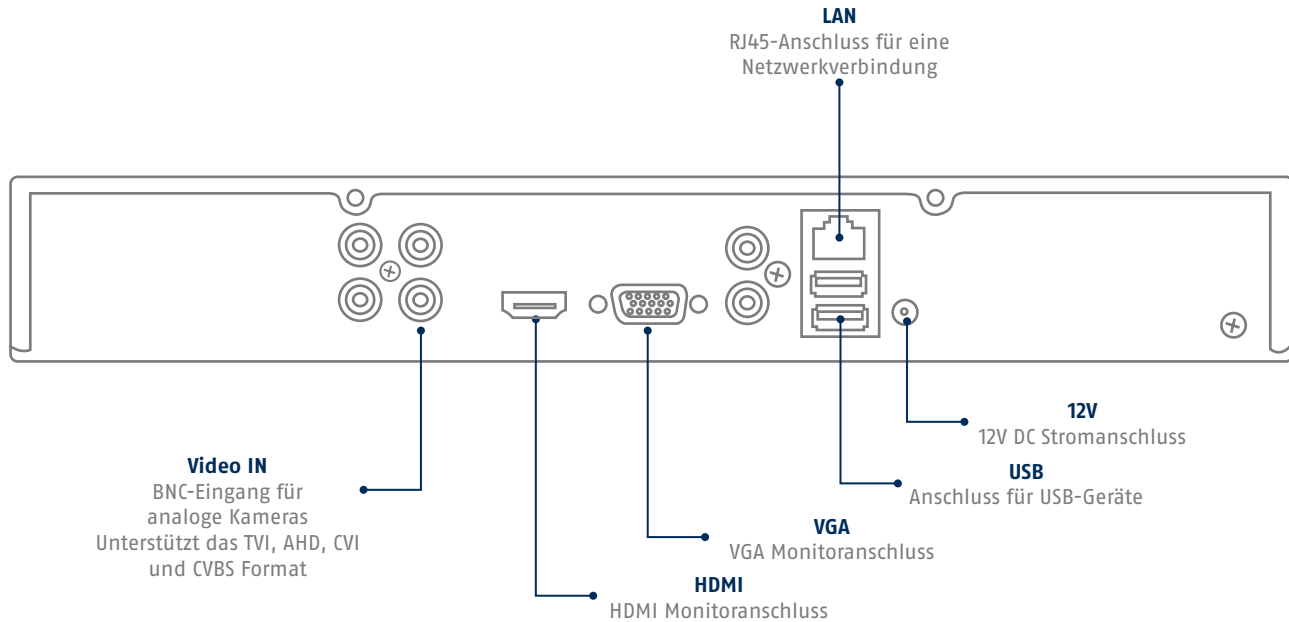 LAN
RJ45-Anschluss für eine
Netzwerkverbindung
12V
12V DC Stromanschluss
Video IN
BNC-Eingang für
analoge Kameras
Unterstützt das TVI, AHD, CVI
und CVBS Format
USB
Anschluss für USB-Geräte
VGA
VGA Monitoranschluss
HDMI
HDMI Monitoranschluss